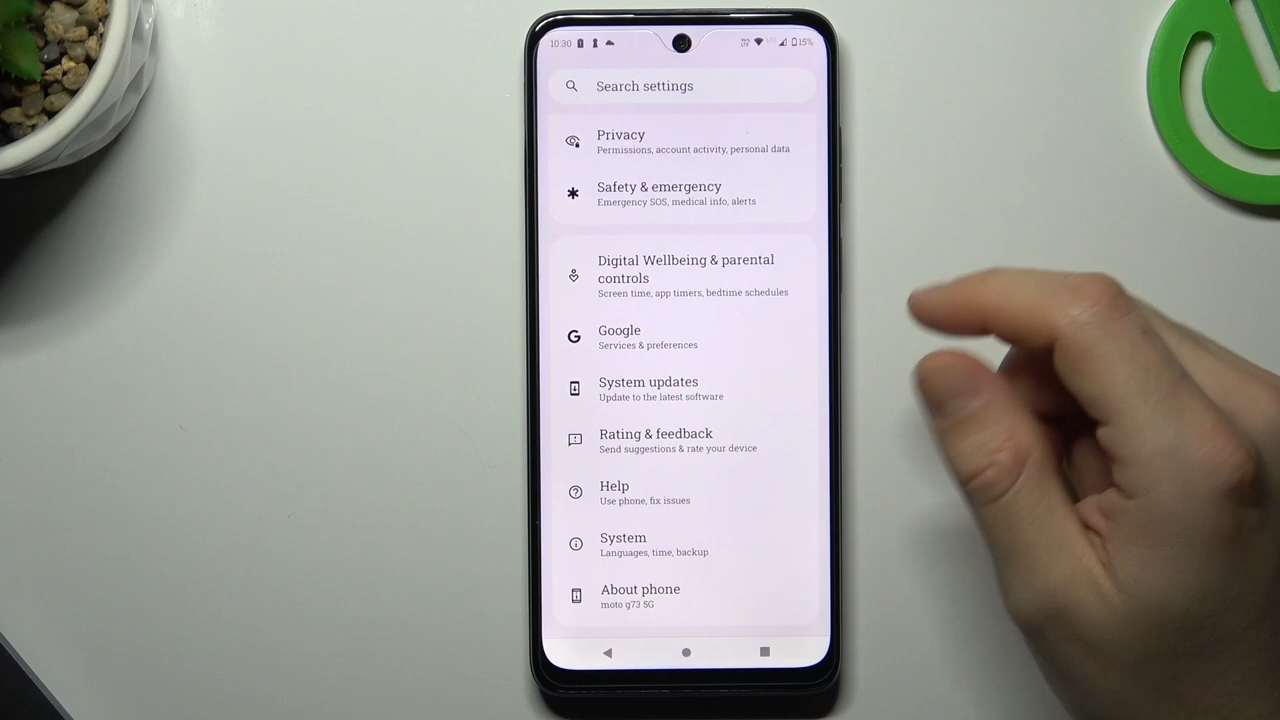 10:30
15%
Search settings
Privacy
Permissions, account activity, personal data
Safety & emergency
Emergency SOS, medical info, alerts
Digital Wellbeing & parental
controls
Screen time, app timers, bedtime schedules
Google
Services & preferences
System updates
Update to the latest software
Rating & feedback
Send suggestions & rate your device
Help
Use phone, fix issues
System
Languages, time, backup
About phone
moto g73 5G